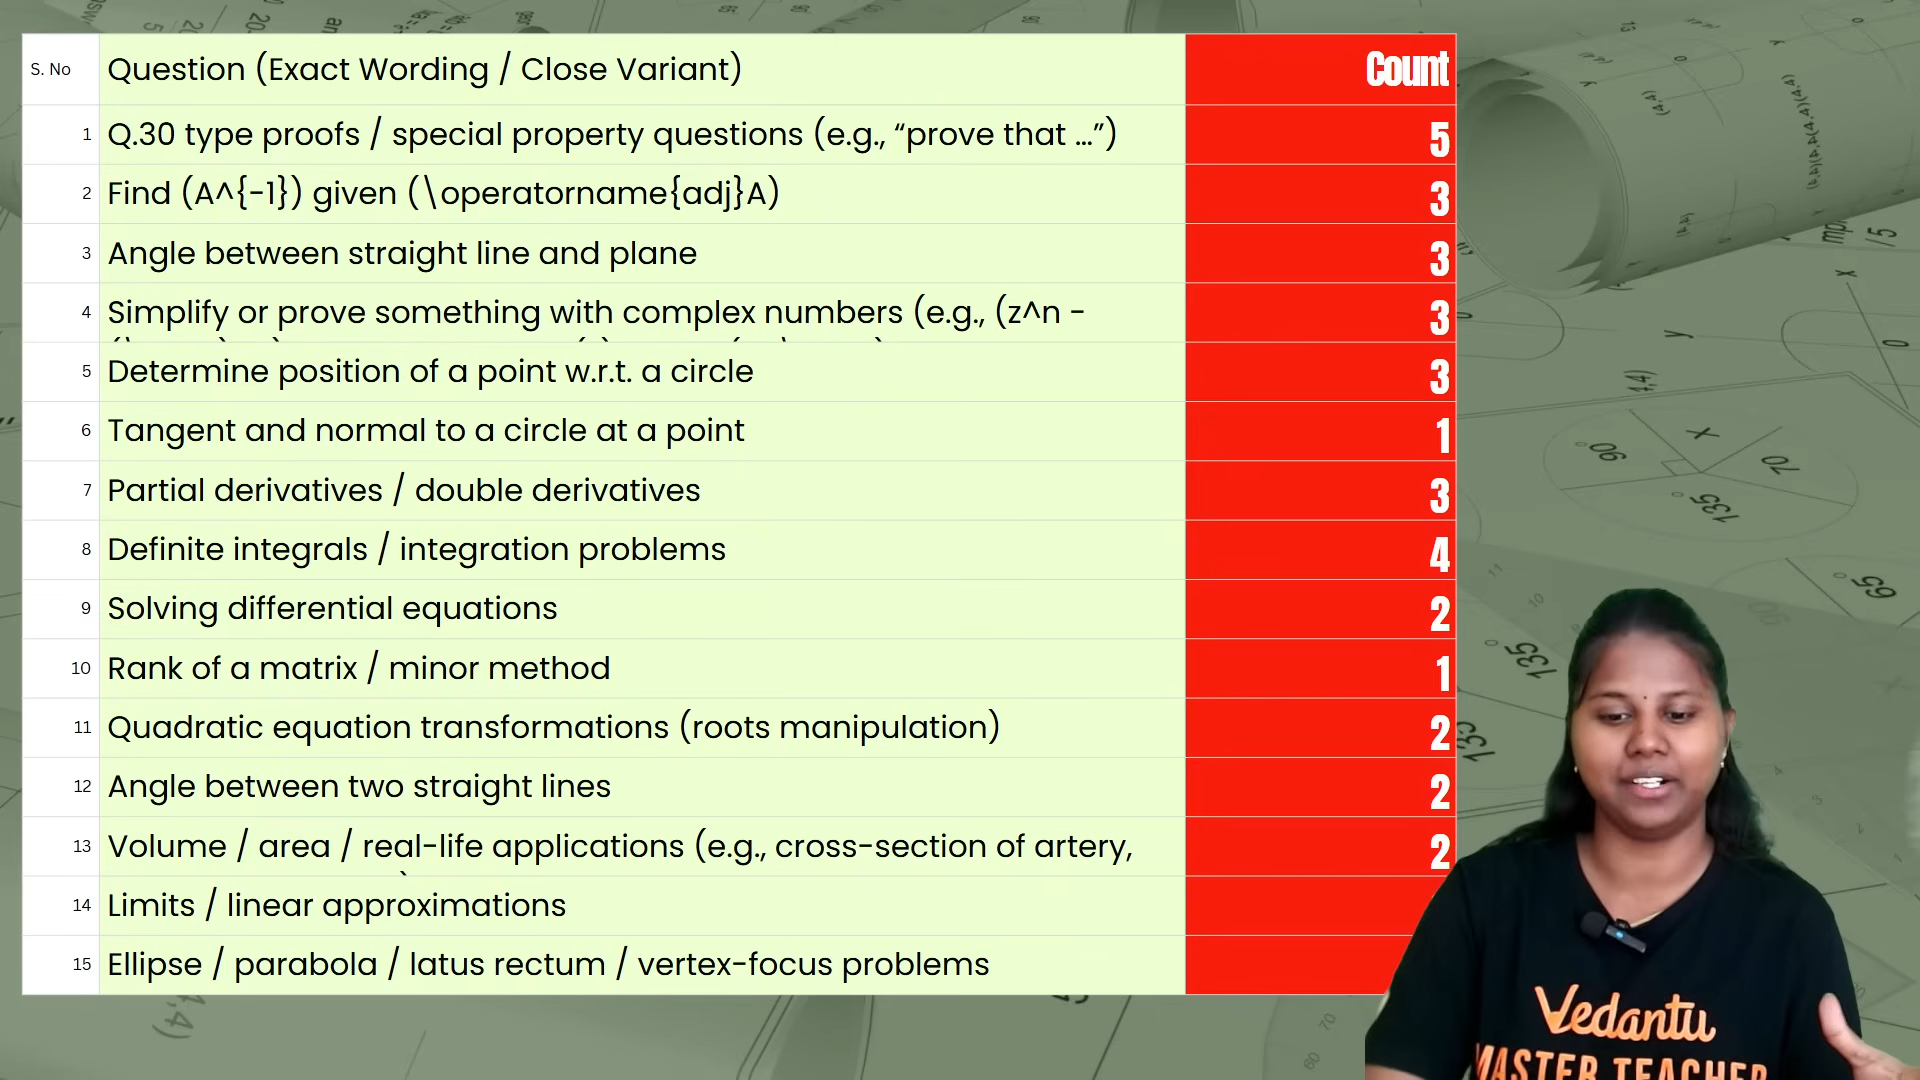 S. No Question (Exact Wording / Close Variant) Count
1 Q.30 type proofs / special property questions (e.g., “prove that ...”) 5
2 Find (A^{-1}) given (\operatorname{adj}A) 3
3 Angle between straight line and plane 3
4 Simplify or prove something with complex numbers (e.g., (z^n - 3
5 Determine position of a point w.r.t. a circle 3
6 Tangent and normal to a circle at a point 1
7 Partial derivatives / double derivatives 3
8 Definite integrals / integration problems 4
9 Solving differential equations 2
10 Rank of a matrix / minor method 1
11 Quadratic equation transformations (roots manipulation) 2
12 Angle between two straight lines 2
13 Volume / area / real-life applications (e.g., cross-section of artery, 2
14 Limits / linear approximations
15 Ellipse / parabola / latus rectum / vertex-focus problems
Vedantu
MASTER TEACHER